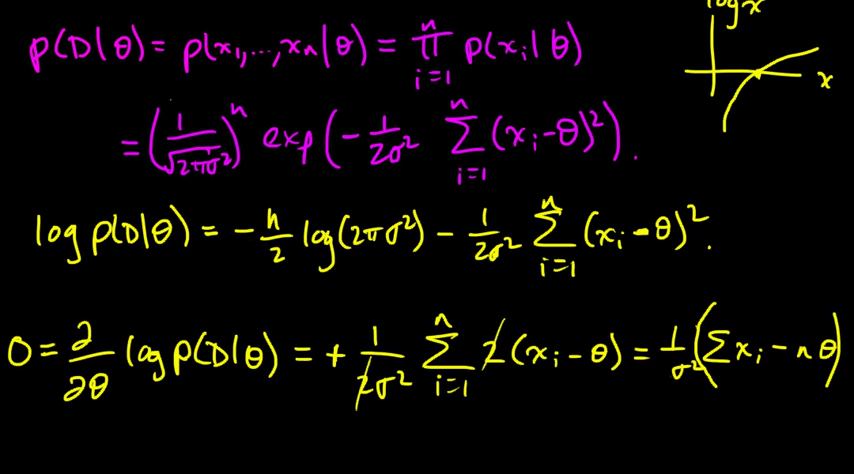 log x
p(D|θ) = p(x₁,...,xₙ|θ) = ∏ᵢ₌₁ⁿ p(xᵢ|θ)
x
= (1/√(2πσ²))ⁿ exp(-1/(2σ²) ∑ᵢ₌₁ⁿ (xᵢ-θ)²).
log p(D|θ) = -n/2 log(2πσ²) - 1/(2σ²) ∑ᵢ₌₁ⁿ (xᵢ-θ)².
0 = ∂/∂θ log p(D|θ) = + 1/(2σ²) ∑ᵢ₌₁ⁿ 2(xᵢ-θ) = 1/σ² (∑xᵢ - nθ)